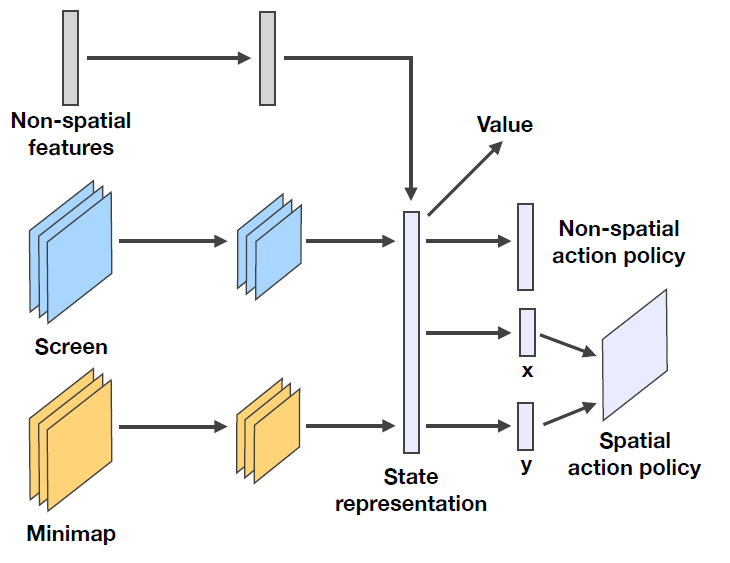 Non-spatial
features
Value
Non-spatial
action policy
Screen
x
Spatial
action policy
y
State
representation
Minimap